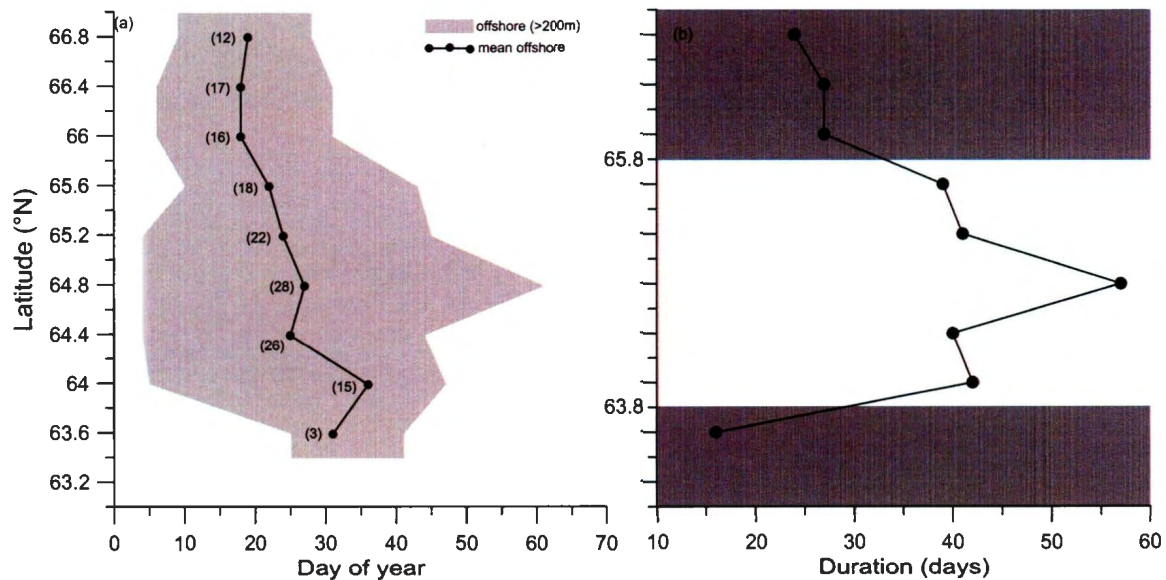 (a)
offshore (>200m)
mean offshore
66.8
66.4
66
65.6
65.2
64.8
64.4
64
63.6
63.2
Latitude (°N)
(12)
(17)
(16)
(18)
(22)
(28)
(26)
(15)
(3)
0 10 20 30 40 50 60 70
Day of year
(b)
65.8
63.8
10 20 30 40 50 60
Duration (days)